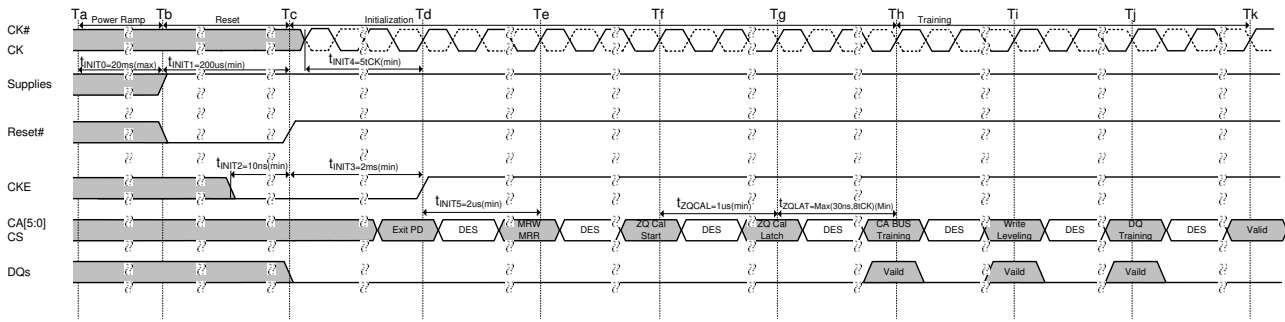 Ta Tb Tc Td Te Tf Tg Th Ti Tj Tk
Power Ramp Reset Initialization Training
CK#
CK
tINIT0=20ms(max) tINIT1=200us(min) tINIT4=5tCK(min)
Supplies
Reset#
tINIT2=10ns(min) tINIT3=2ms(min)
CKE
tINIT5=2us(min) tZQCAL=1us(min) tZQLAT=Max(30ns,8tCK)(Min)
CA[5:0]
CS
Exit PD DES MRW DES ZQ Cal DES ZQ Cal DES CA BUS DES Write DES DQ DES Valid
MRR Start Latch Training Leveling Training
DQs
Vaild Vaild Vaild